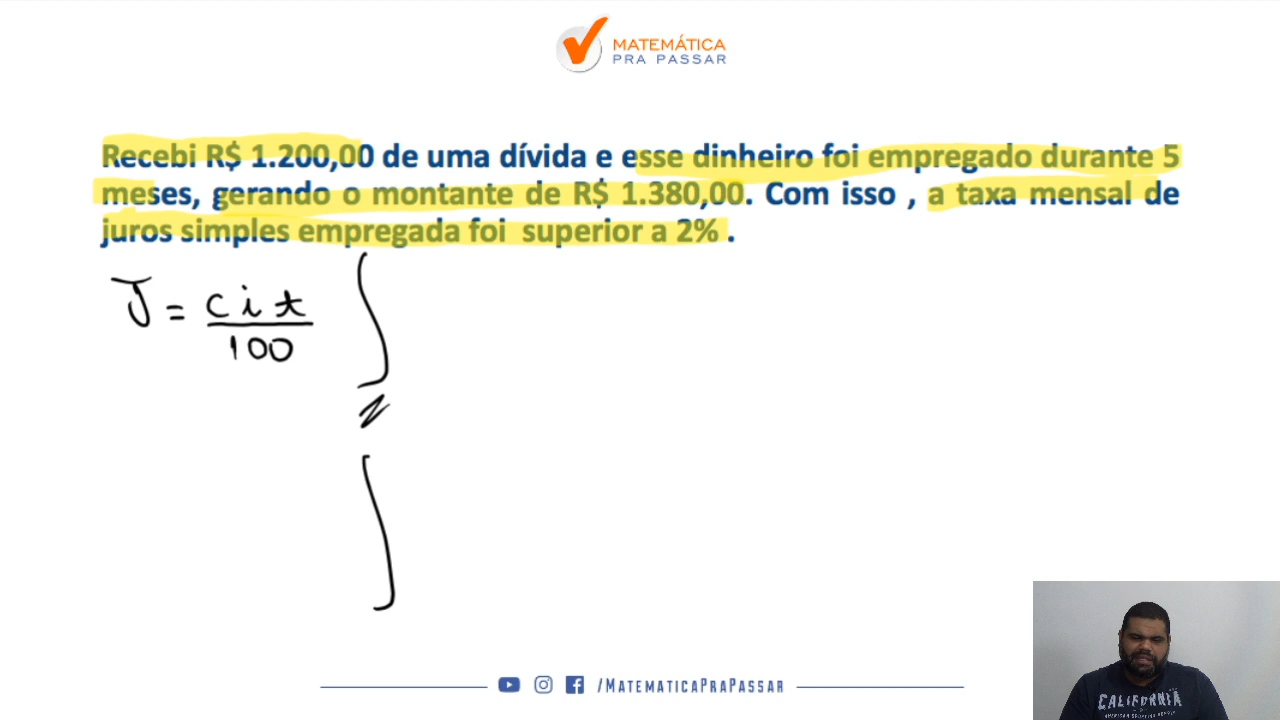 MATEMÁTICA
PRA PASSAR
Recebi R$ 1.200,00 de uma dívida e esse dinheiro foi empregado durante 5
meses, gerando o montante de R$ 1.380,00. Com isso , a taxa mensal de
juros simples empregada foi superior a 2% .
J = c i t
100
/MATEMATICAPRAPASSAR
CALIFORNIA